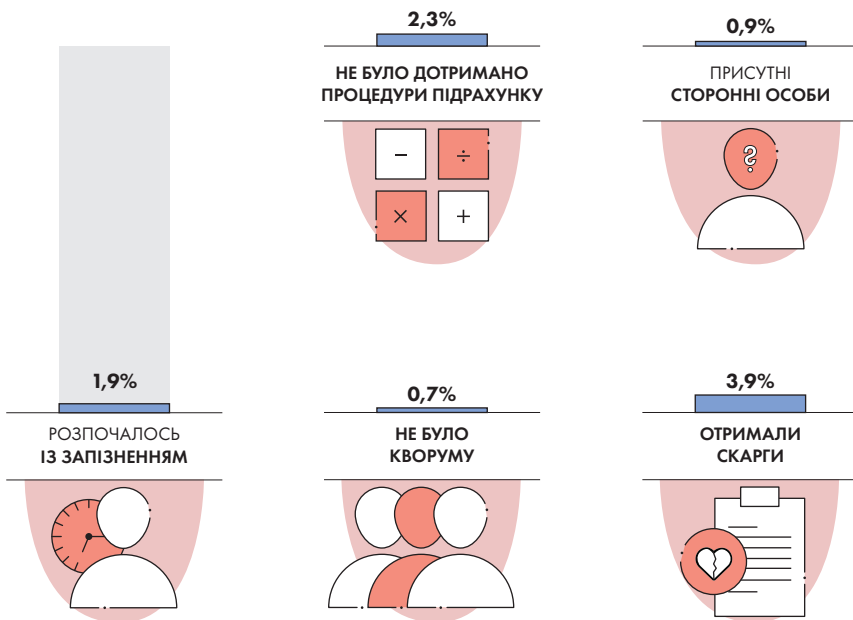 2,3%
НЕ БУЛО ДОТРИМАНО
ПРОЦЕДУРИ ПІДРАХУНКУ
0,9%
ПРИСУТНІ
СТОРОННІ ОСОБИ
1,9%
РОЗПОЧАЛОСЬ
ІЗ ЗАПІЗНЕННЯМ
0,7%
НЕ БУЛО
КВОРУМУ
3,9%
ОТРИМАЛИ
СКАРГИ